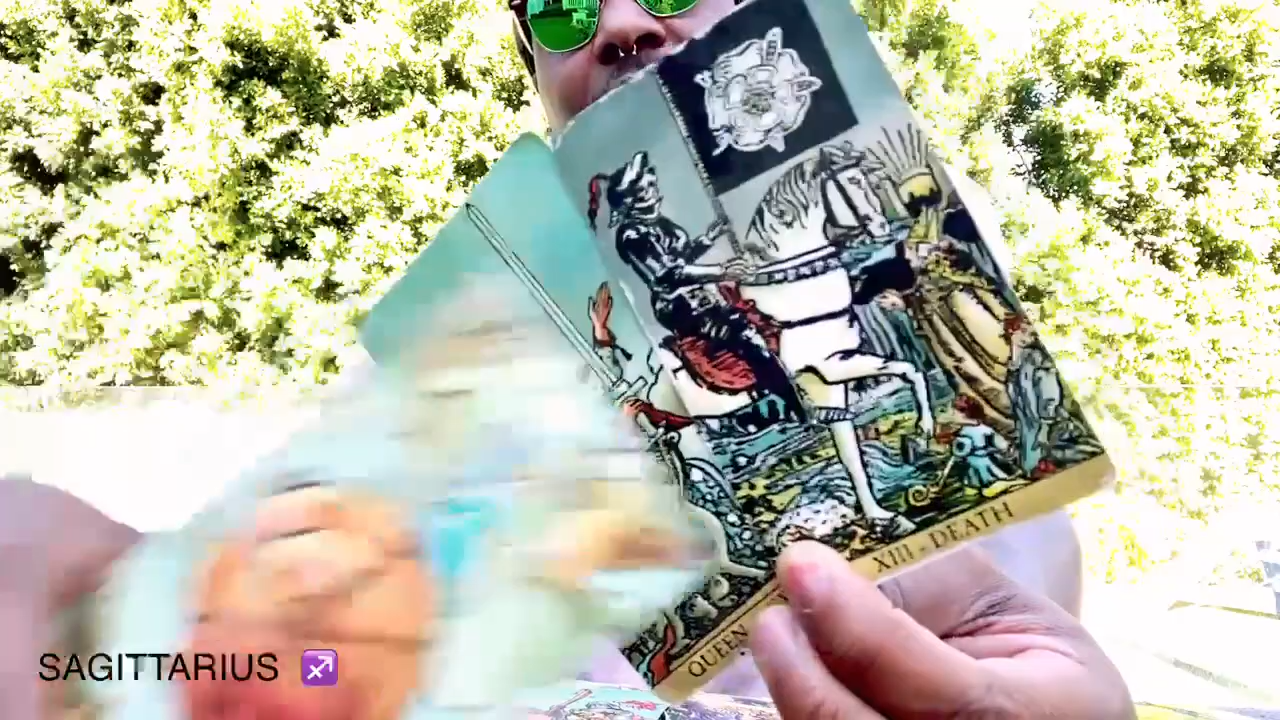 XIII - DEATH
QUEEN
SAGITTARIUS ♐